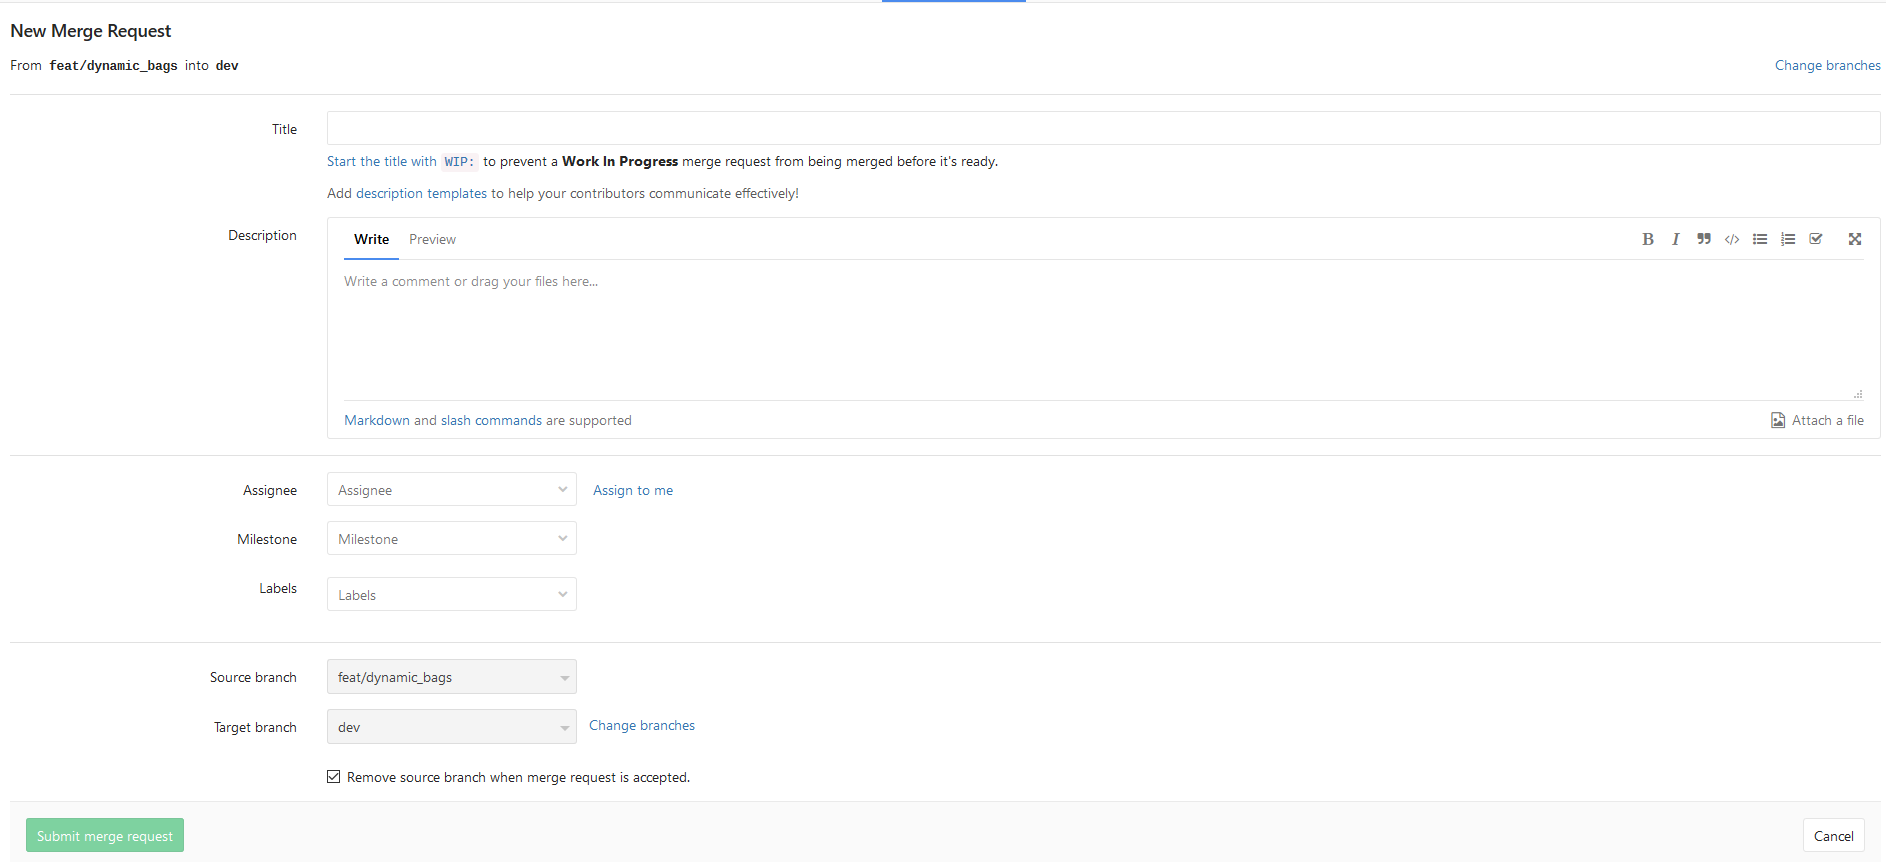 New Merge Request
From feat/dynamic_bags into dev
Change branches
Title
Start the title with WIP: to prevent a Work In Progress merge request from being merged before it's ready.
Add description templates to help your contributors communicate effectively!
Description
Write Preview
Write a comment or drag your files here...
Markdown and slash commands are supported
Attach a file
Assignee
Assignee
Assign to me
Milestone
Milestone
Labels
Labels
Source branch
feat/dynamic_bags
Target branch
dev
Change branches
Remove source branch when merge request is accepted.
Submit merge request
Cancel